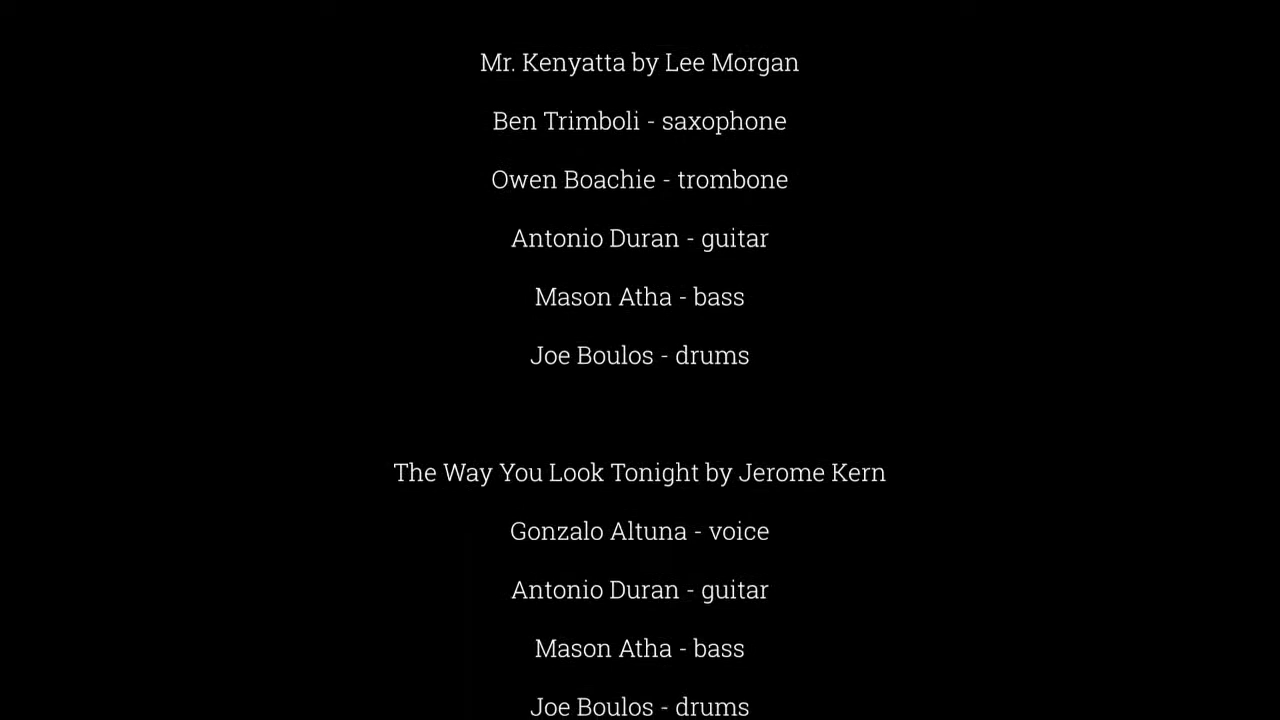 Mr. Kenyatta by Lee Morgan
Ben Trimboli - saxophone
Owen Boachie - trombone
Antonio Duran - guitar
Mason Atha - bass
Joe Boulos - drums
The Way You Look Tonight by Jerome Kern
Gonzalo Altuna - voice
Antonio Duran - guitar
Mason Atha - bass
Joe Boulos - drums